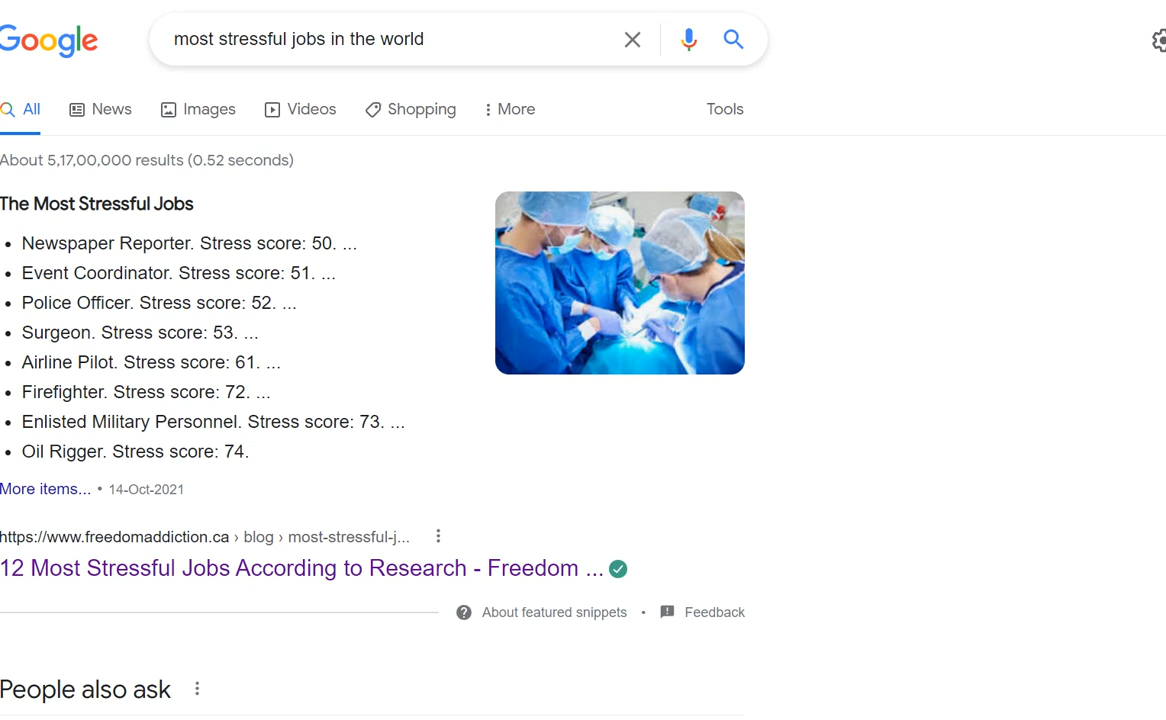 Google
most stressful jobs in the world
All
News
Images
Videos
Shopping
More
Tools
About 5,17,00,000 results (0.52 seconds)
The Most Stressful Jobs
• Newspaper Reporter. Stress score: 50. ...
• Event Coordinator. Stress score: 51. ...
• Police Officer. Stress score: 52. ...
• Surgeon. Stress score: 53. ...
• Airline Pilot. Stress score: 61. ...
• Firefighter. Stress score: 72. ...
• Enlisted Military Personnel. Stress score: 73. ...
• Oil Rigger. Stress score: 74.
More items... • 14-Oct-2021
https://www.freedomaddiction.ca › blog › most-stressful-j...
12 Most Stressful Jobs According to Research - Freedom ...
About featured snippets • Feedback
People also ask